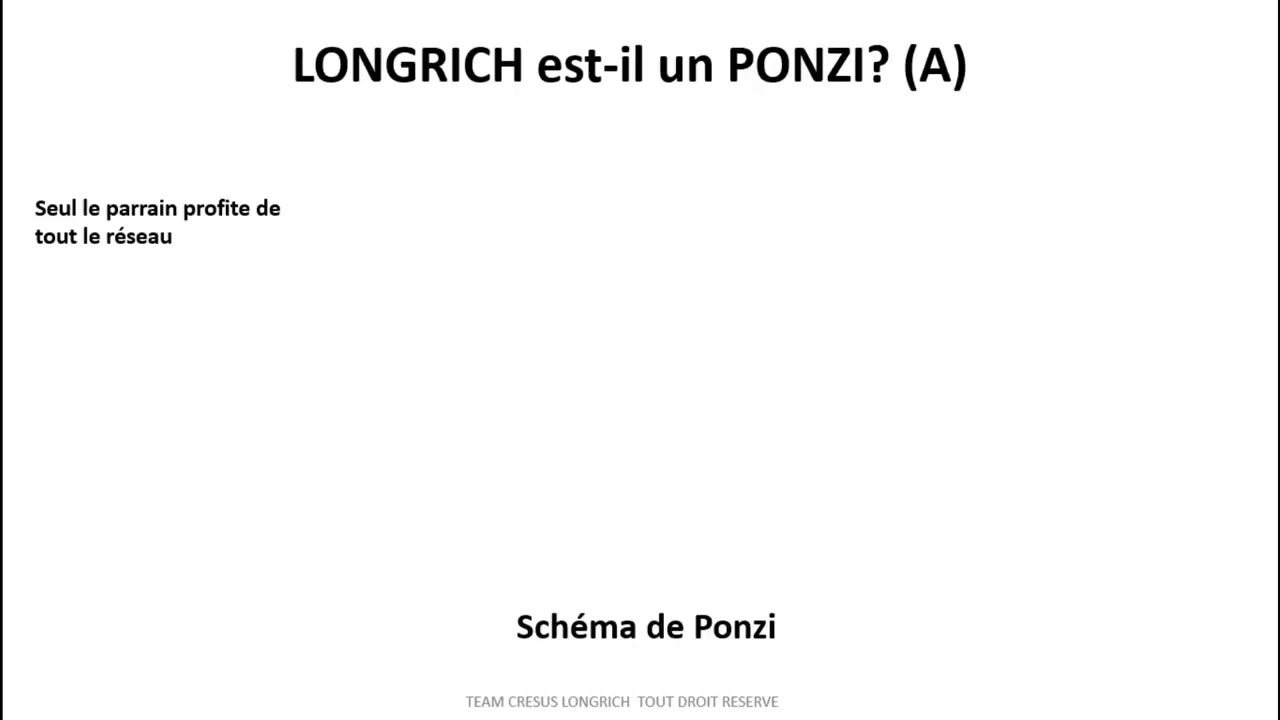 LONGRICH est-il un PONZI? (A)
Seul le parrain profite de
tout le réseau
Schéma de Ponzi
TEAM CRESUS LONGRICH  TOUT DROIT RESERVE